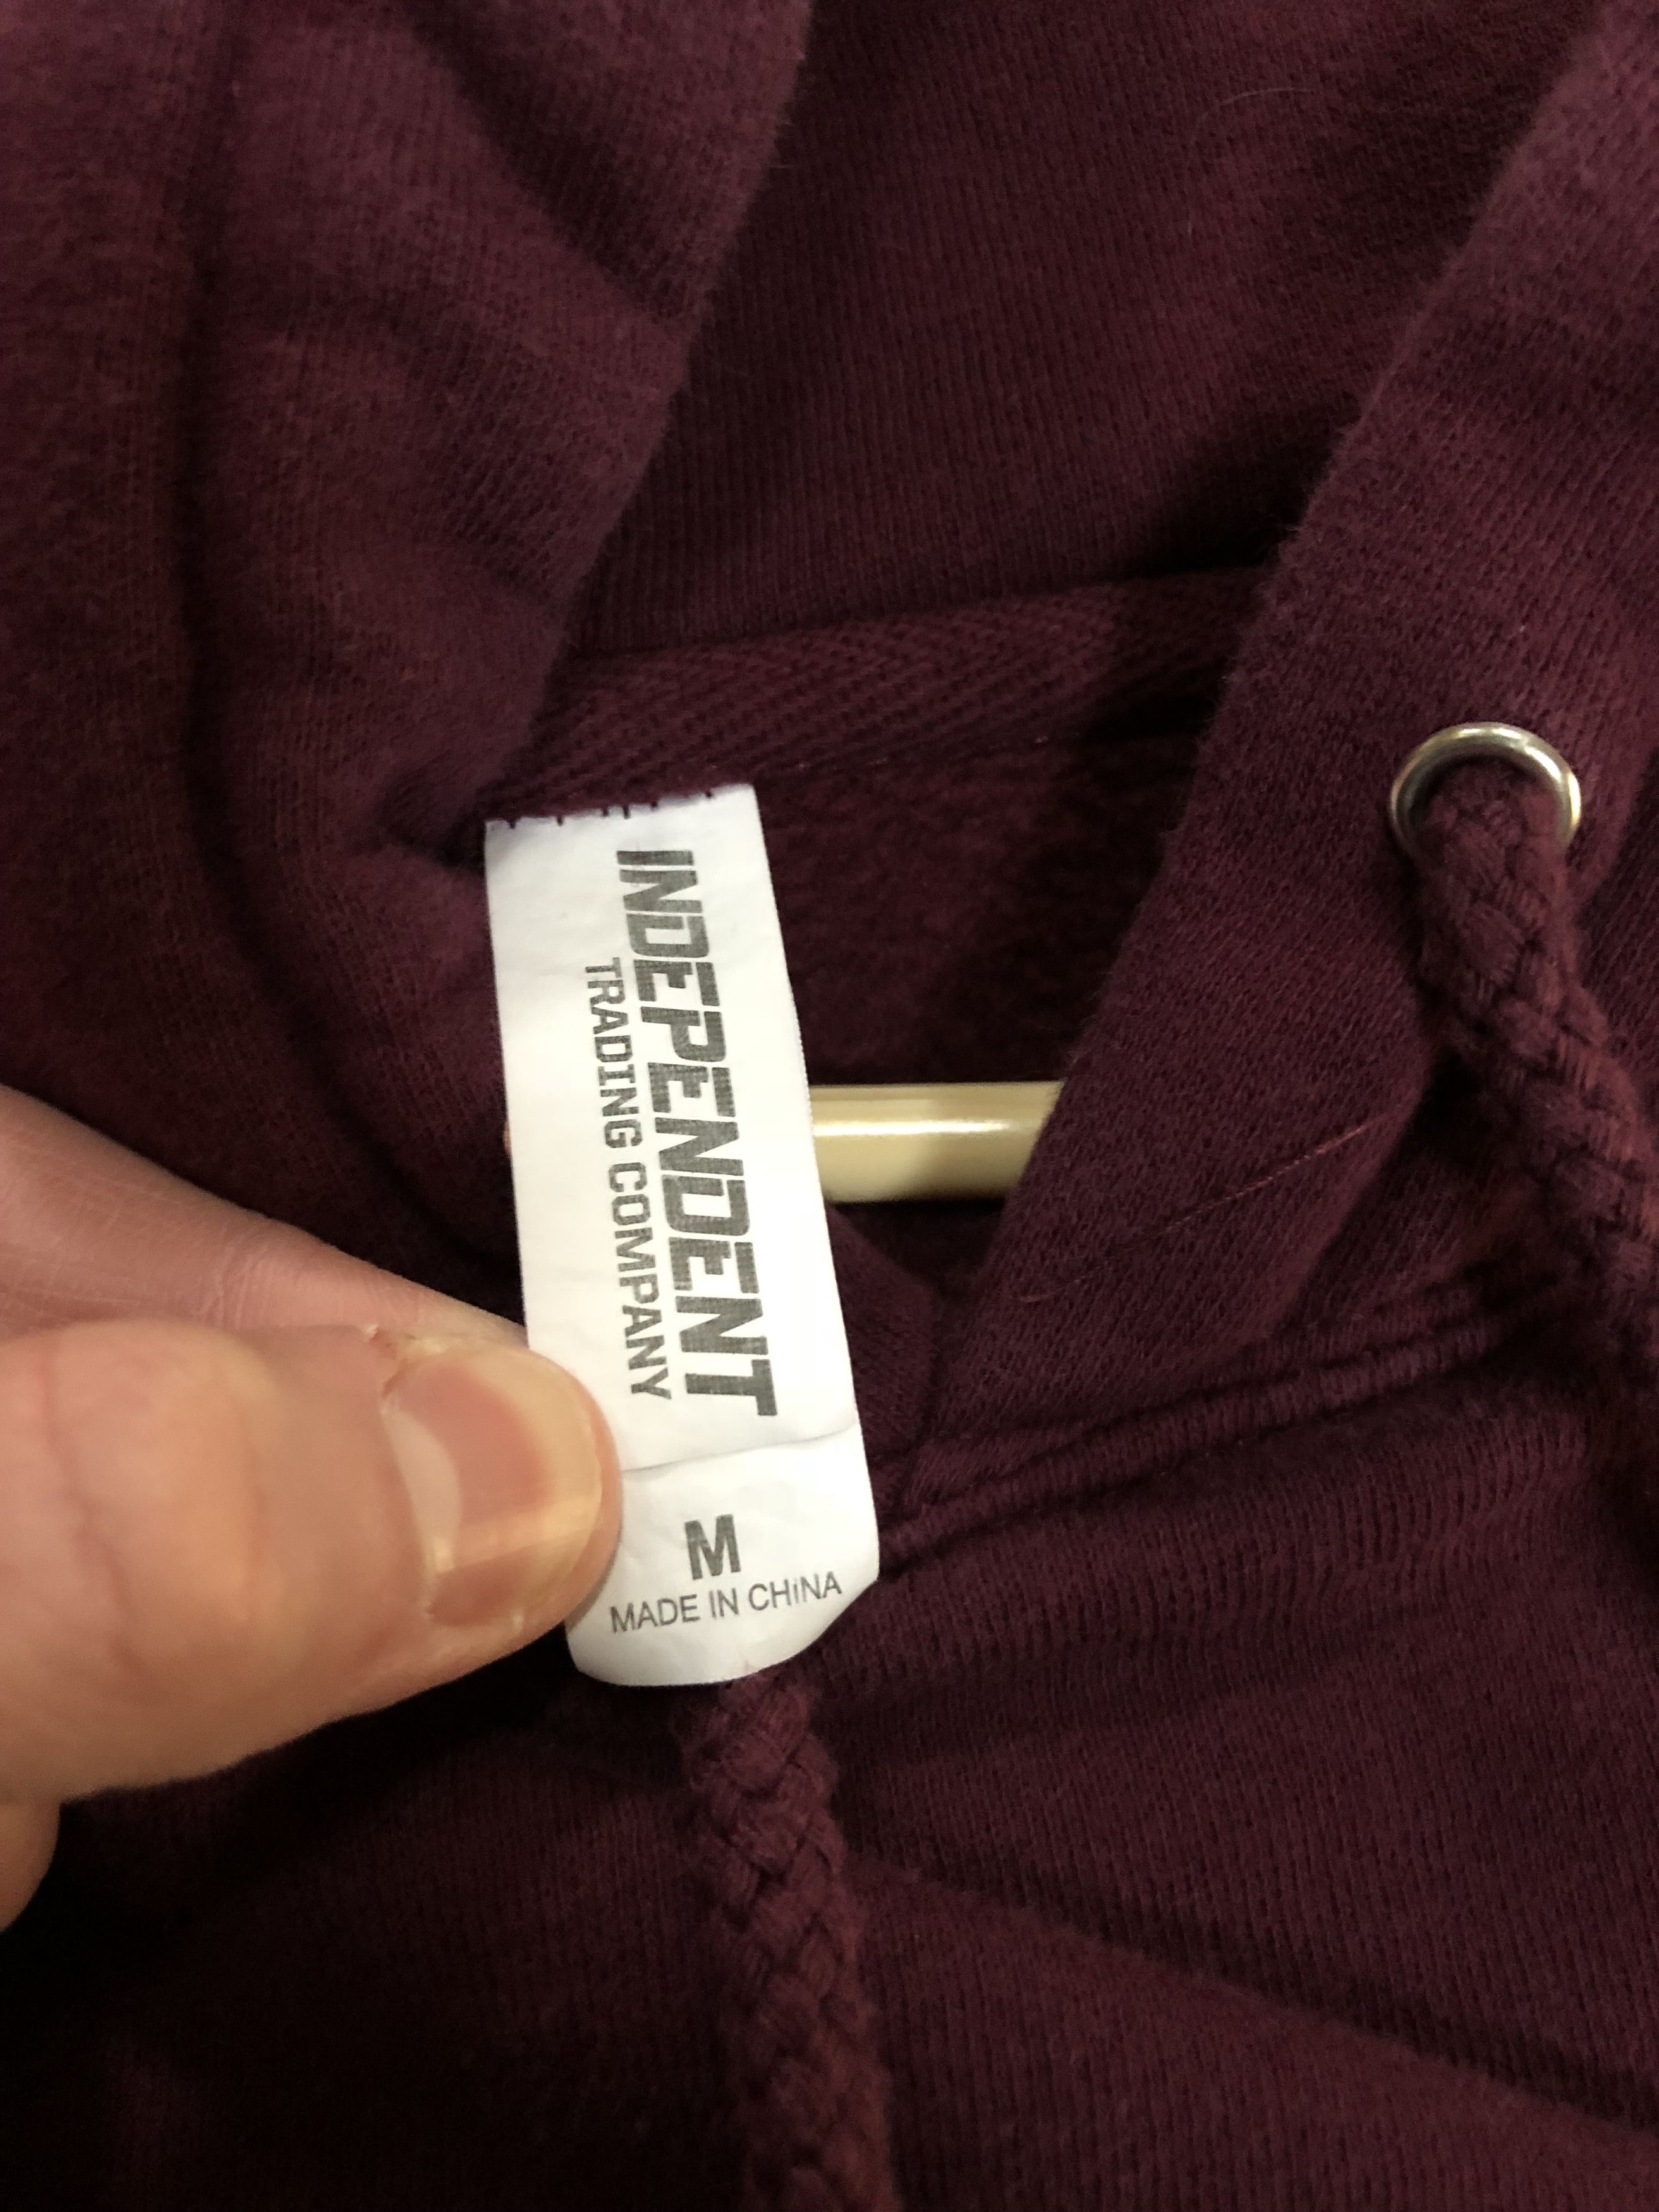 INDEPENDENT
TRADING COMPANY
M
MADE IN CHiNA